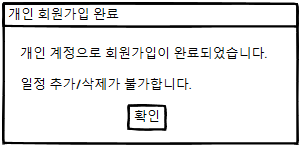 개인 회원가입 완료
개인 계정으로 회원가입이 완료되었습니다.
일정 추가/삭제가 불가합니다.
확인